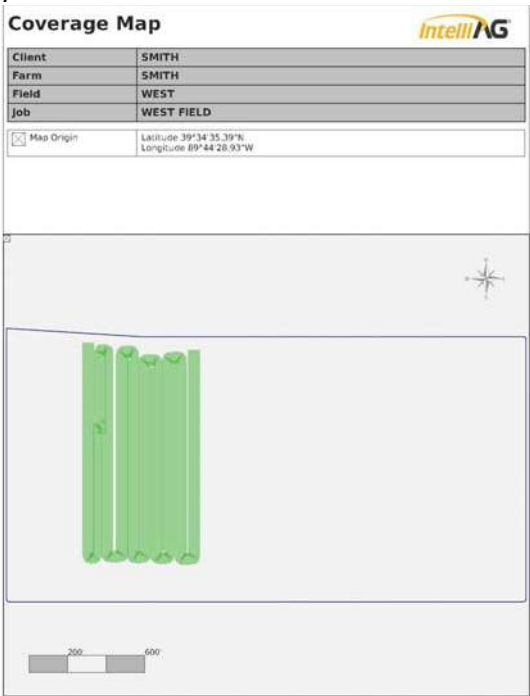 Coverage Map
IntelliAG
Client SMITH
Farm SMITH
Field WEST
Job WEST FIELD
Map Origin Latitude 39°34'35.39"N
Longitude 89°44'28.93"W
200 600'